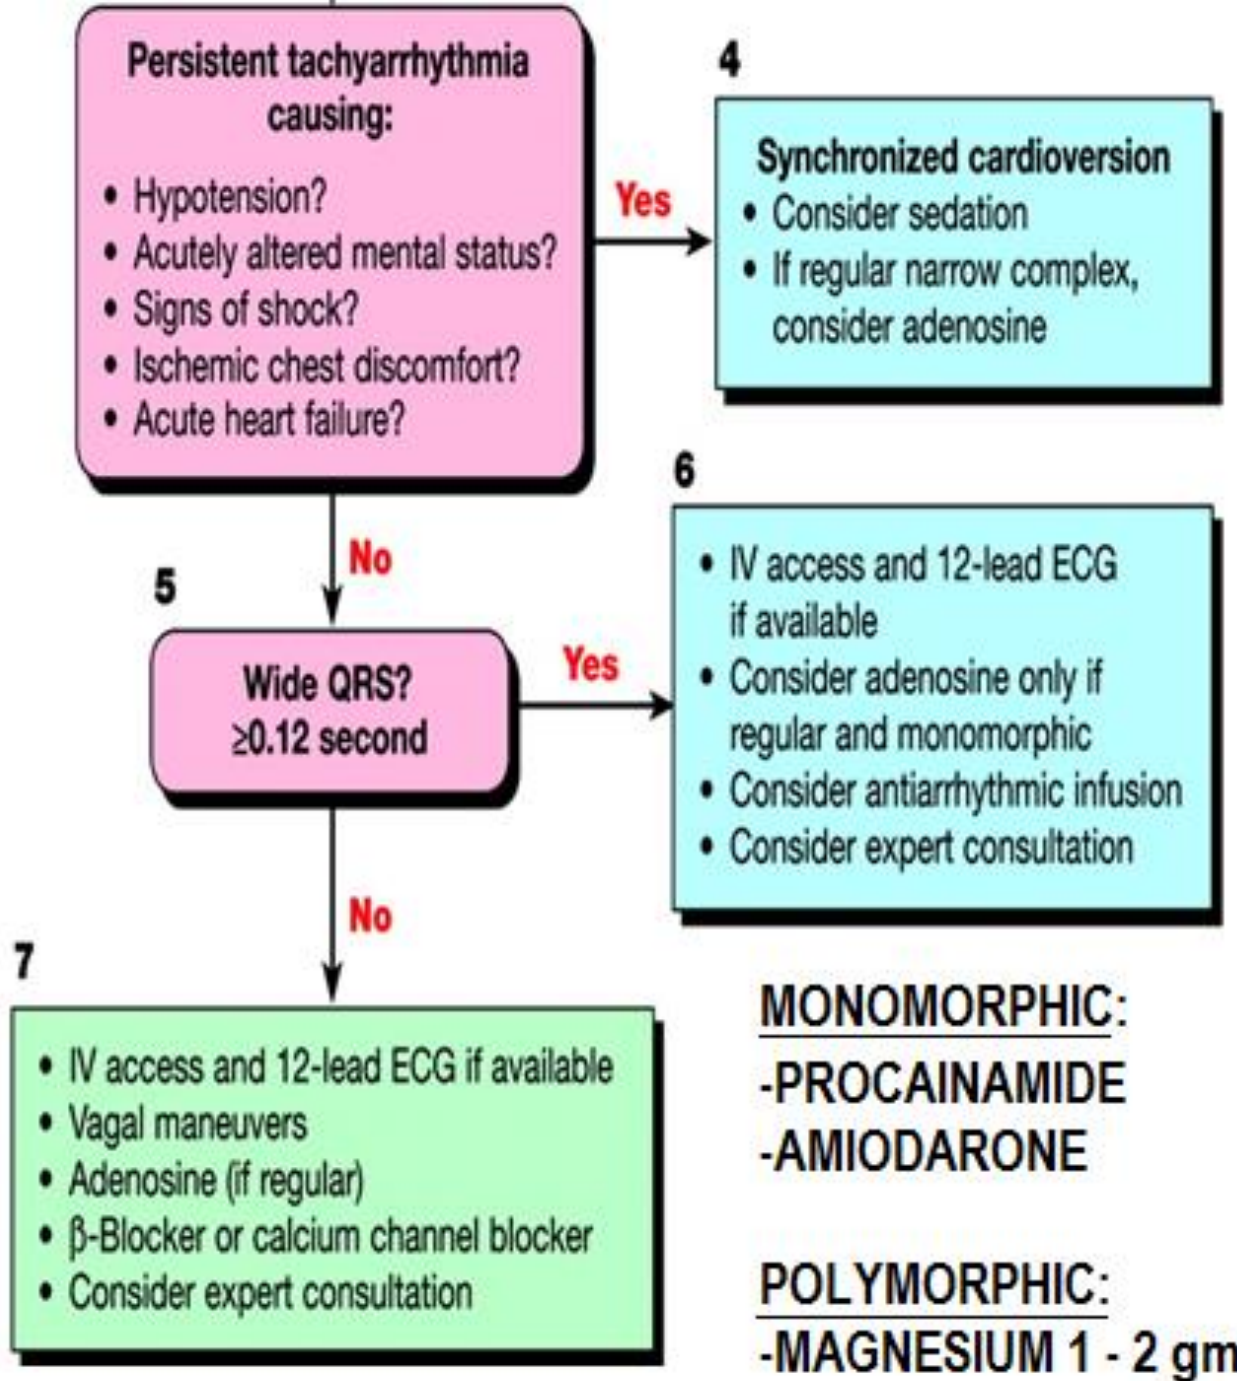 Persistent tachyarrhythmia
causing:
• Hypotension?
• Acutely altered mental status?
• Signs of shock?
• Ischemic chest discomfort?
• Acute heart failure?
Yes
4
Synchronized cardioversion
• Consider sedation
• If regular narrow complex,
consider adenosine
No
5
Wide QRS?
≥0.12 second
Yes
6
• IV access and 12-lead ECG
if available
• Consider adenosine only if
regular and monomorphic
• Consider antiarrhythmic infusion
• Consider expert consultation
No
7
• IV access and 12-lead ECG if available
• Vagal maneuvers
• Adenosine (if regular)
• β-Blocker or calcium channel blocker
• Consider expert consultation
MONOMORPHIC:
-PROCAINAMIDE
-AMIODARONE
POLYMORPHIC:
-MAGNESIUM 1 - 2 gm